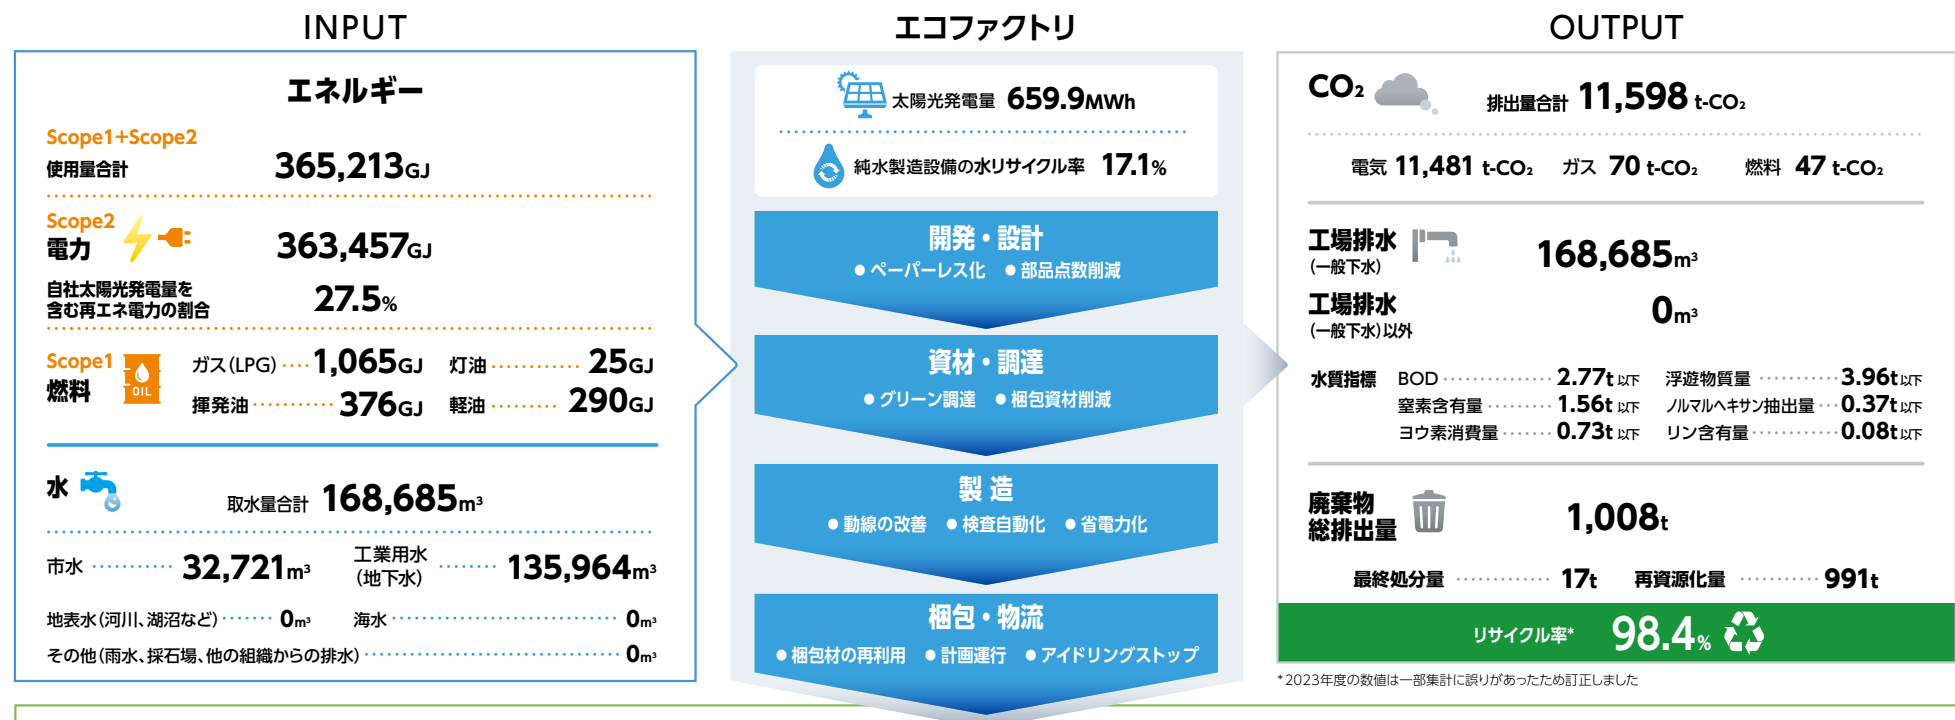 INPUT
エネルギー
Scope1+Scope2
使用量合計 365,213GJ
Scope2
電力 363,457GJ
自社太陽光発電量を
含む再エネ電力の割合 27.5%
Scope1
燃料
OIL
ガス(LPG) 1,065GJ 灯油 25GJ
揮発油 376GJ 軽油 290GJ
水
取水量合計 168,685m³
市水 32,721m³ 工業用水
(地下水) 135,964m³
地表水(河川、湖沼など) 0m³ 海水 0m³
その他(雨水、採石場、他の組織からの排水) 0m³
エコファクトリ
太陽光発電量 659.9MWh
純水製造設備の水リサイクル率 17.1%
開発・設計
●ペーパーレス化 ●部品点数削減
資材・調達
●グリーン調達 ●梱包資材削減
製造
●動線の改善 ●検査自動化 ●省電力化
梱包・物流
●梱包材の再利用 ●計画運行 ●アイドリングストップ
OUTPUT
CO₂ 排出量合計 11,598 t-CO₂
電気 11,481 t-CO₂ ガス 70 t-CO₂ 燃料 47 t-CO₂
工場排水
(一般下水) 168,685m³
工場排水
(一般下水)以外 0m³
水質指標 BOD 2.77t以下 浮遊物質量 3.96t以下
窒素含有量 1.56t以下 ノルマルヘキサン抽出量 0.37t以下
ヨウ素消費量 0.73t以下 リン含有量 0.08t以下
廃棄物
総排出量 1,008t
最終処分量 17t 再資源化量 991t
リサイクル率* 98.4%
*2023年度の数値は一部集計に誤りがあったため訂正しました